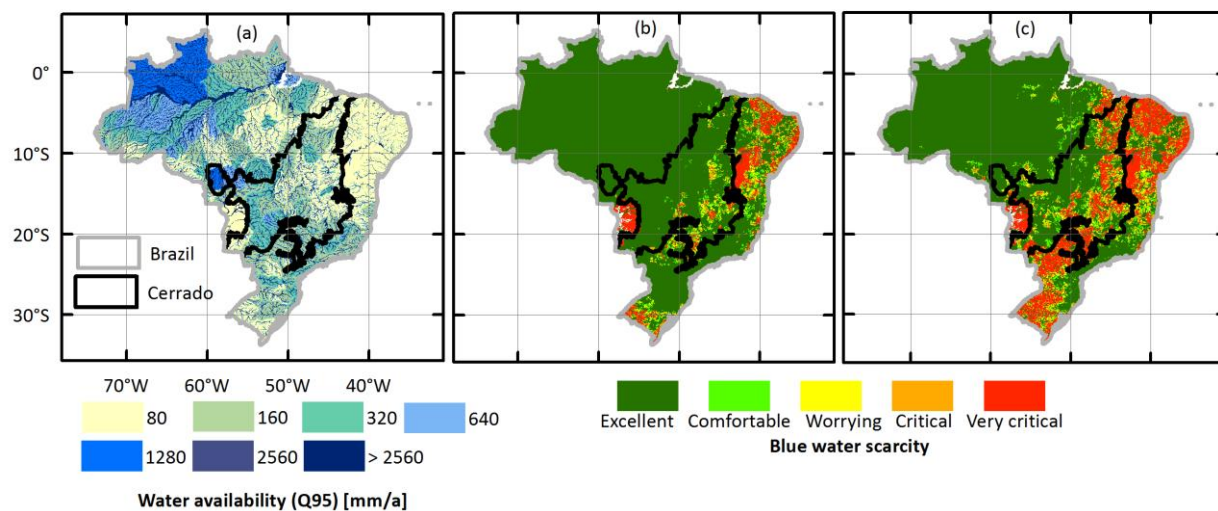 (a) (b) (c)
0°
10°S
20°S
30°S
Brazil
Cerrado
70°W 60°W 50°W 40°W
80 160 320 640
1280 2560 > 2560
Water availability (Q95) [mm/a]
Excellent Comfortable Worrying Critical Very critical
Blue water scarcity